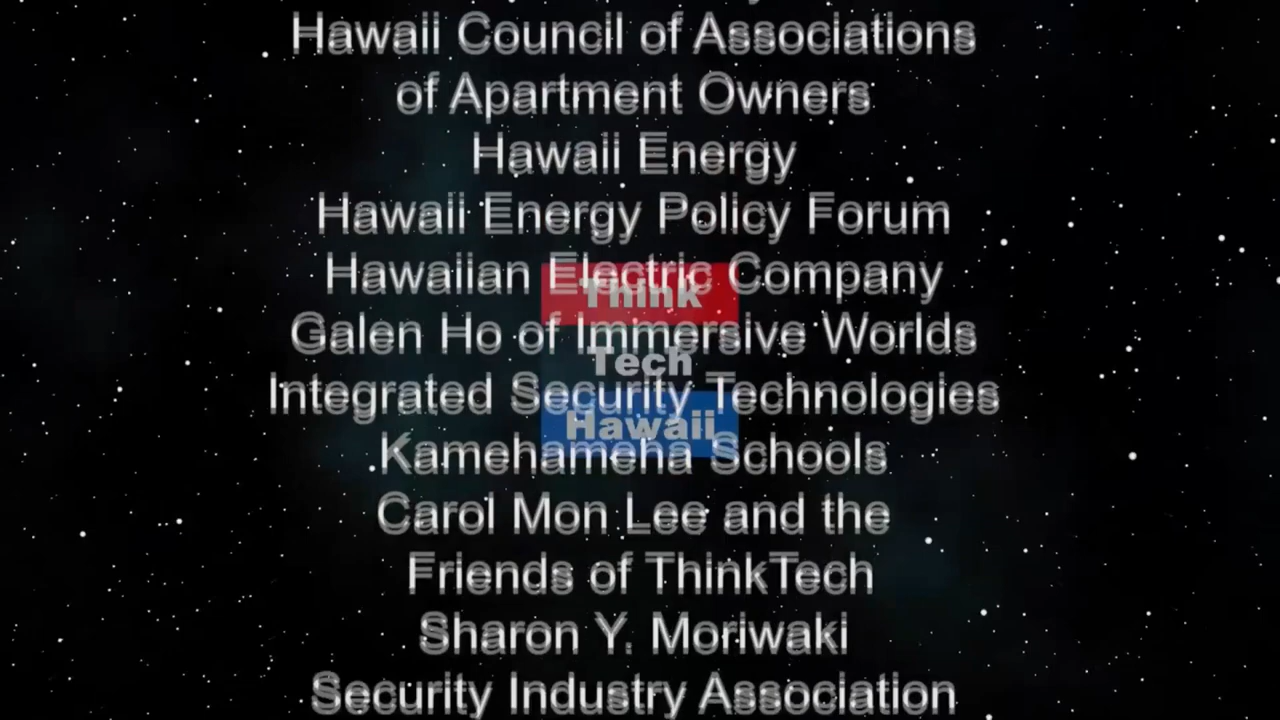 Hawaii Council of Associations
of Apartment Owners
Hawaii Energy
Hawaii Energy Policy Forum
Hawaiian Electric Company
Think
Galen Ho of Immersive Worlds
Tech
Integrated Security Technologies
Hawaii
Kamehameha Schools
Carol Mon Lee and the
Friends of ThinkTech
Sharon Y. Moriwaki
Security Industry Association